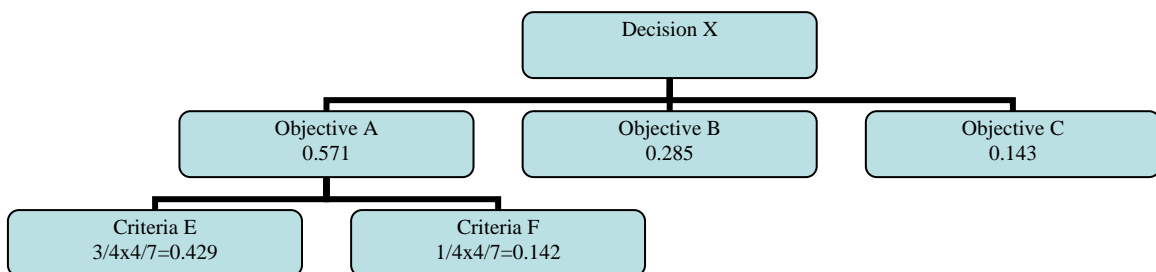 Decision X
Objective A
0.571
Objective B
0.285
Objective C
0.143
Criteria E
3/4x4/7=0.429
Criteria F
1/4x4/7=0.142